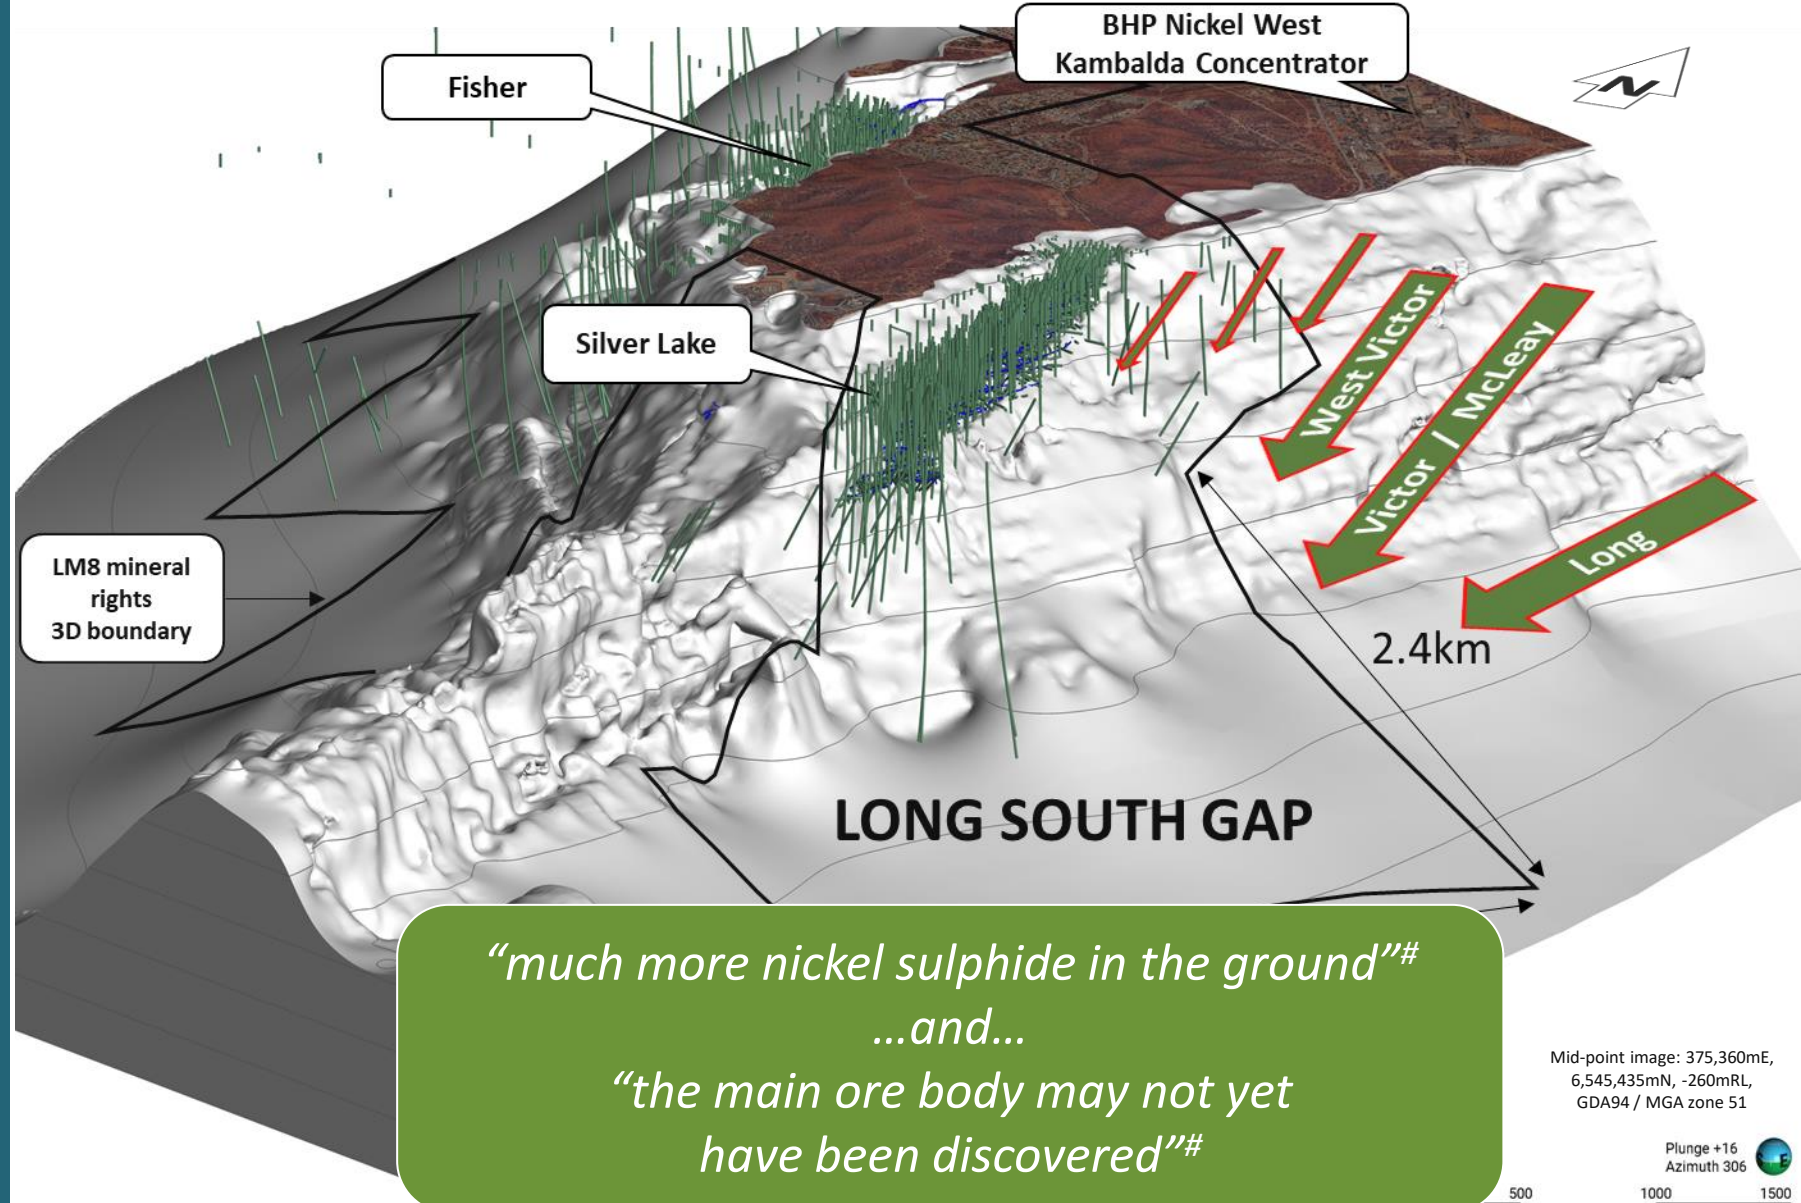 BHP Nickel West
Kambalda Concentrator
Fisher
N
Silver Lake
West Victor
Victor / McLeay
Long
LM8 mineral
rights
3D boundary
2.4km
LONG SOUTH GAP
“much more nickel sulphide in the ground”#
…and…
“the main ore body may not yet
have been discovered”#
Mid-point image: 375,360mE,
6,545,435mN, -260mRL,
GDA94 / MGA zone 51
Plunge +16
Azimuth 306
E
500 1000 1500